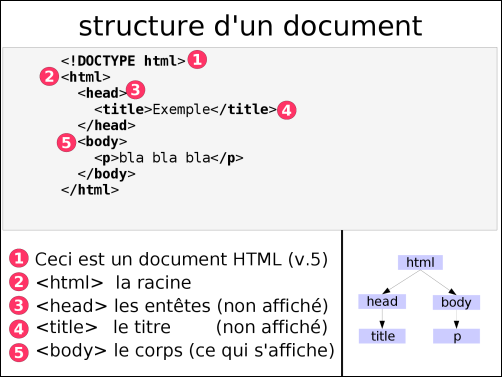 structure d'un document
<!DOCTYPE html> 1
2 <html>
<head> 3
<title>Exemple</title> 4
</head>
5 <body>
<p>bla bla bla</p>
</body>
</html>
1 Ceci est un document HTML (v.5)
2 <html> la racine
3 <head> les entêtes (non affiché)
4 <title> le titre (non affiché)
5 <body> le corps (ce qui s'affiche)
html
head body
title p